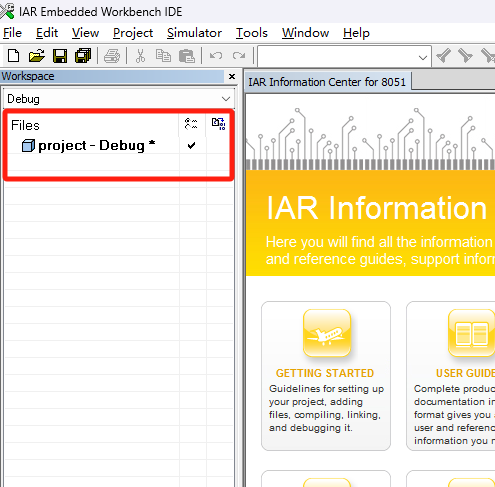 IAR Embedded Workbench IDE
File Edit View Project Simulator Tools Window Help
Workspace
IAR Information Center for 8051
Debug
Files
project - Debug *
IAR Information
Here you will find all the information
and reference guides, support infor
GETTING STARTED
Guidelines for setting up
your project, adding
files, compiling, linking,
and debugging it.
USER GUIDE
Complete produc
documentation in
format gives you
user and referenc
information you n